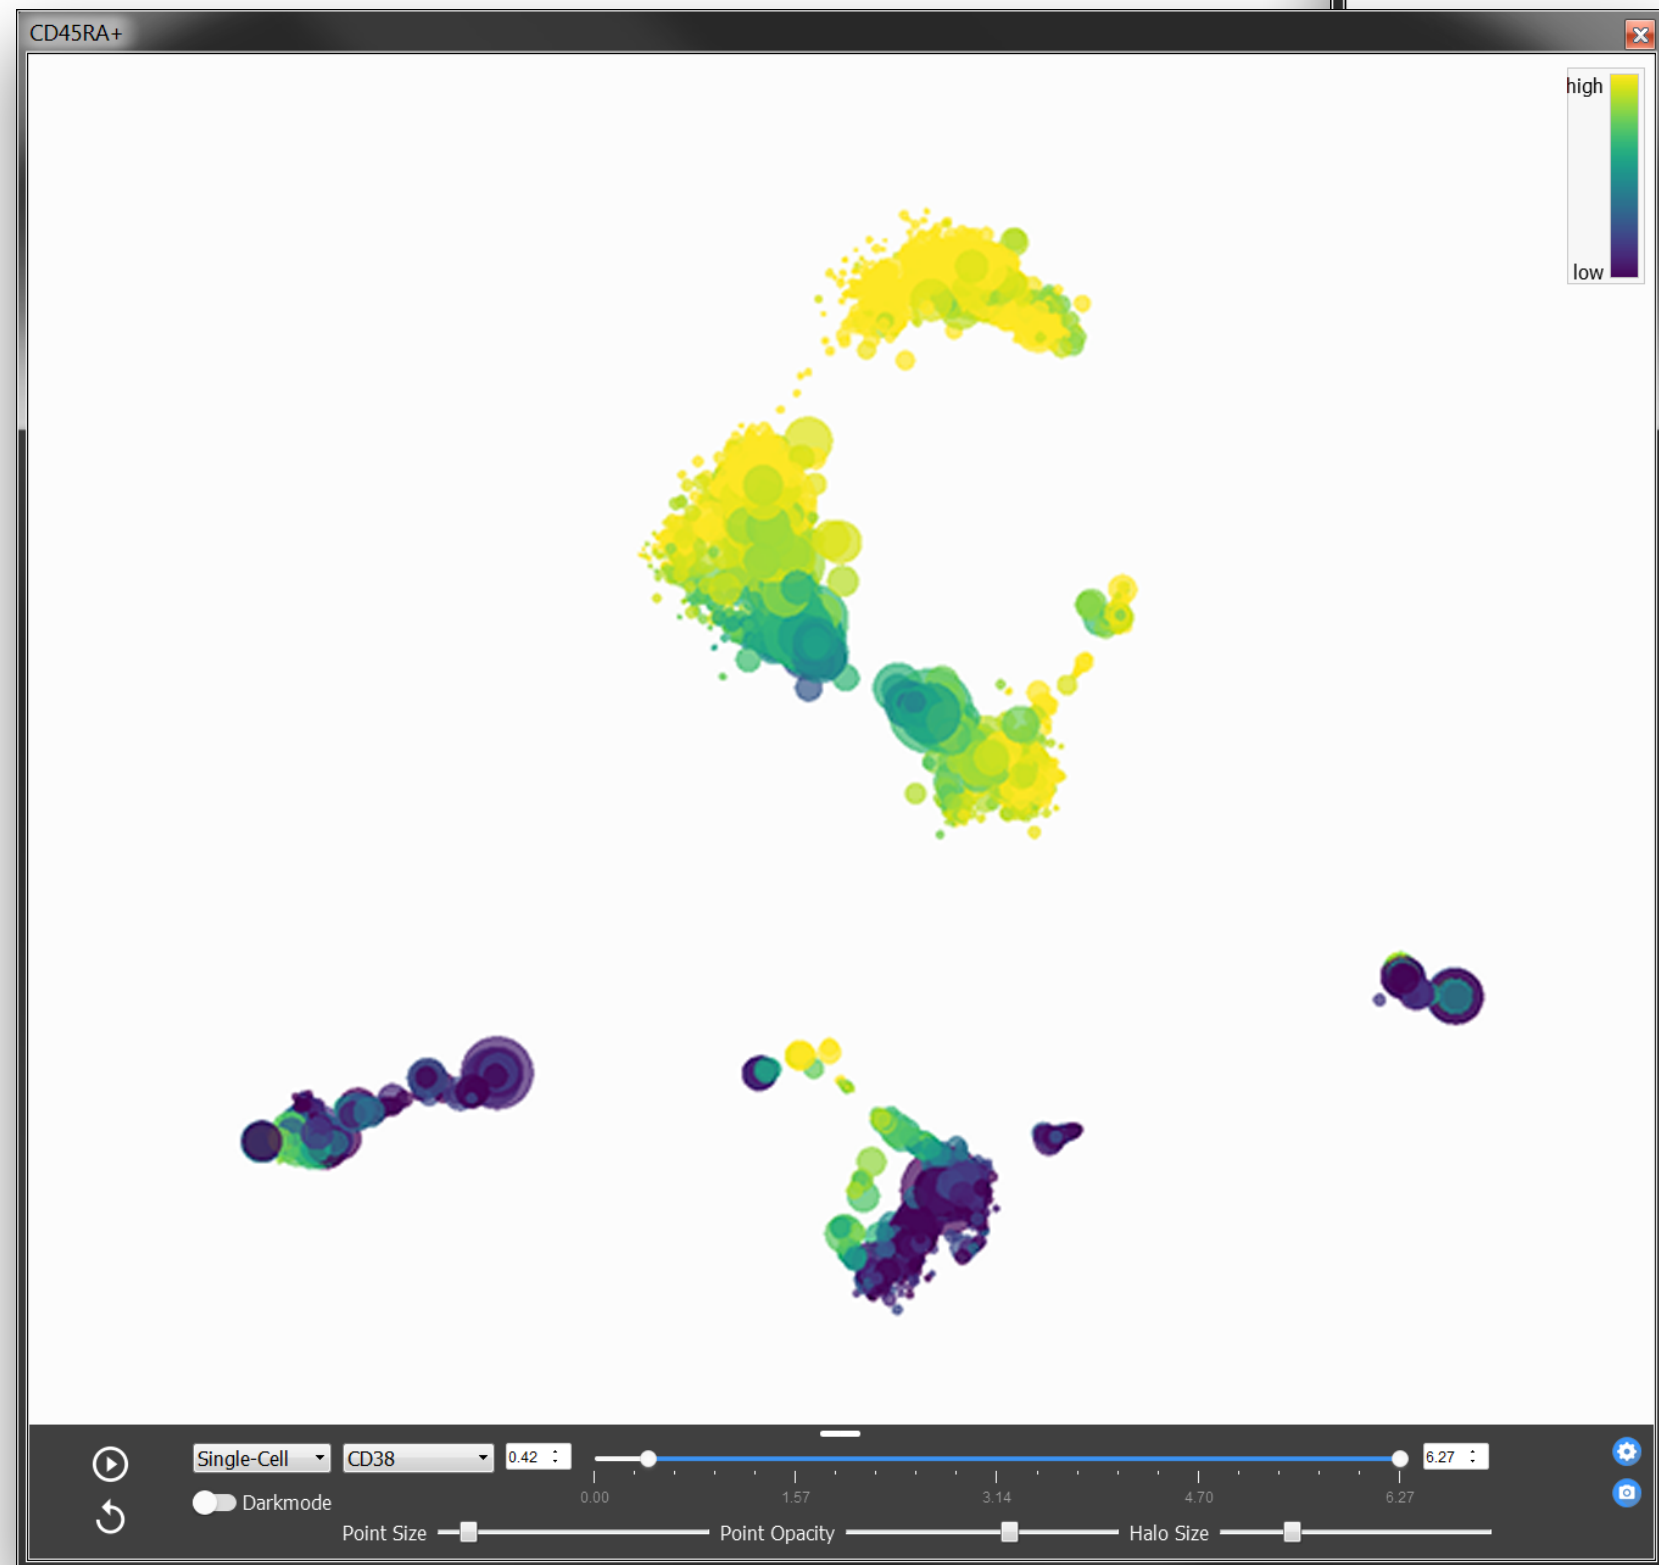 CD45RA+
high
low
Single-Cell CD38 0.42 6.27
0.00 1.57 3.14 4.70 6.27
Darkmode
Point Size Point Opacity Halo Size